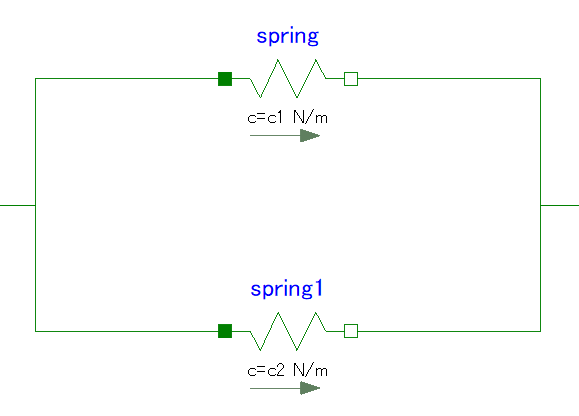 spring
c=c1 N/m
spring1
c=c2 N/m